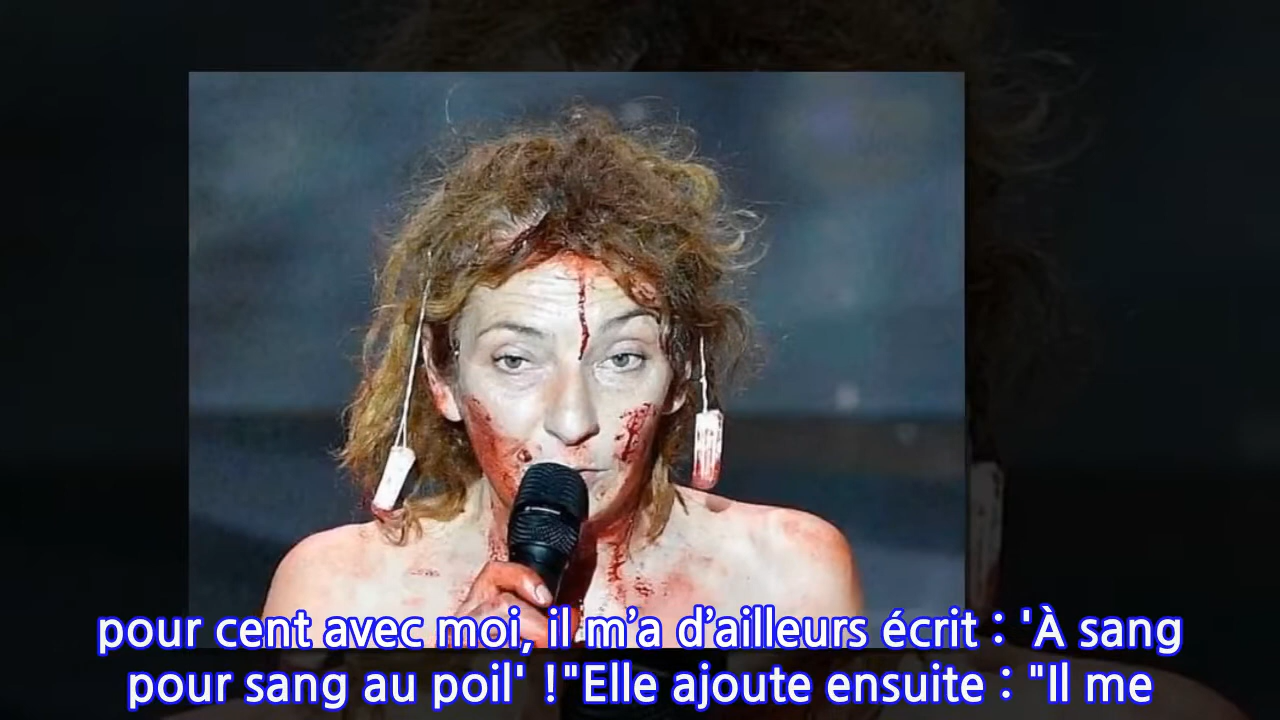 pour cent avec moi, il m’a d’ailleurs écrit : 'À sang
pour sang au poil' !"Elle ajoute ensuite : "Il me